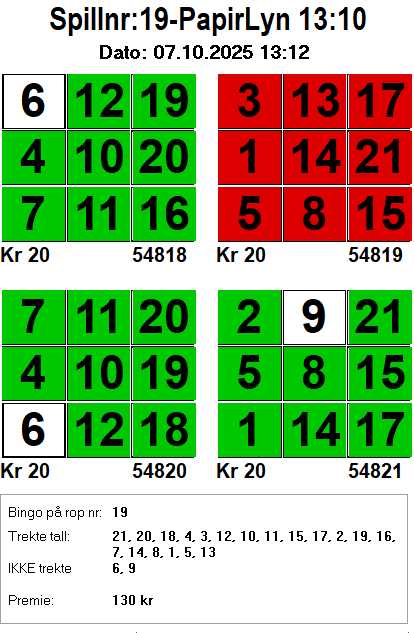 Spillnr:19-PapirLyn 13:10
Dato: 07.10.2025 13:12
6 12 19 3 13 17
4 10 20 1 14 21
7 11 16 5 8 15
Kr 20 54818 Kr 20 54819
7 11 20 2 9 21
4 10 19 5 8 15
6 12 18 1 14 17
Kr 20 54820 Kr 20 54821
Bingo på rop nr: 19
Trekte tall: 21, 20, 18, 4, 3, 12, 10, 11, 15, 17, 2, 19, 16,
7, 14, 8, 1, 5, 13
IKKE trekte 6, 9
Premie: 130 kr